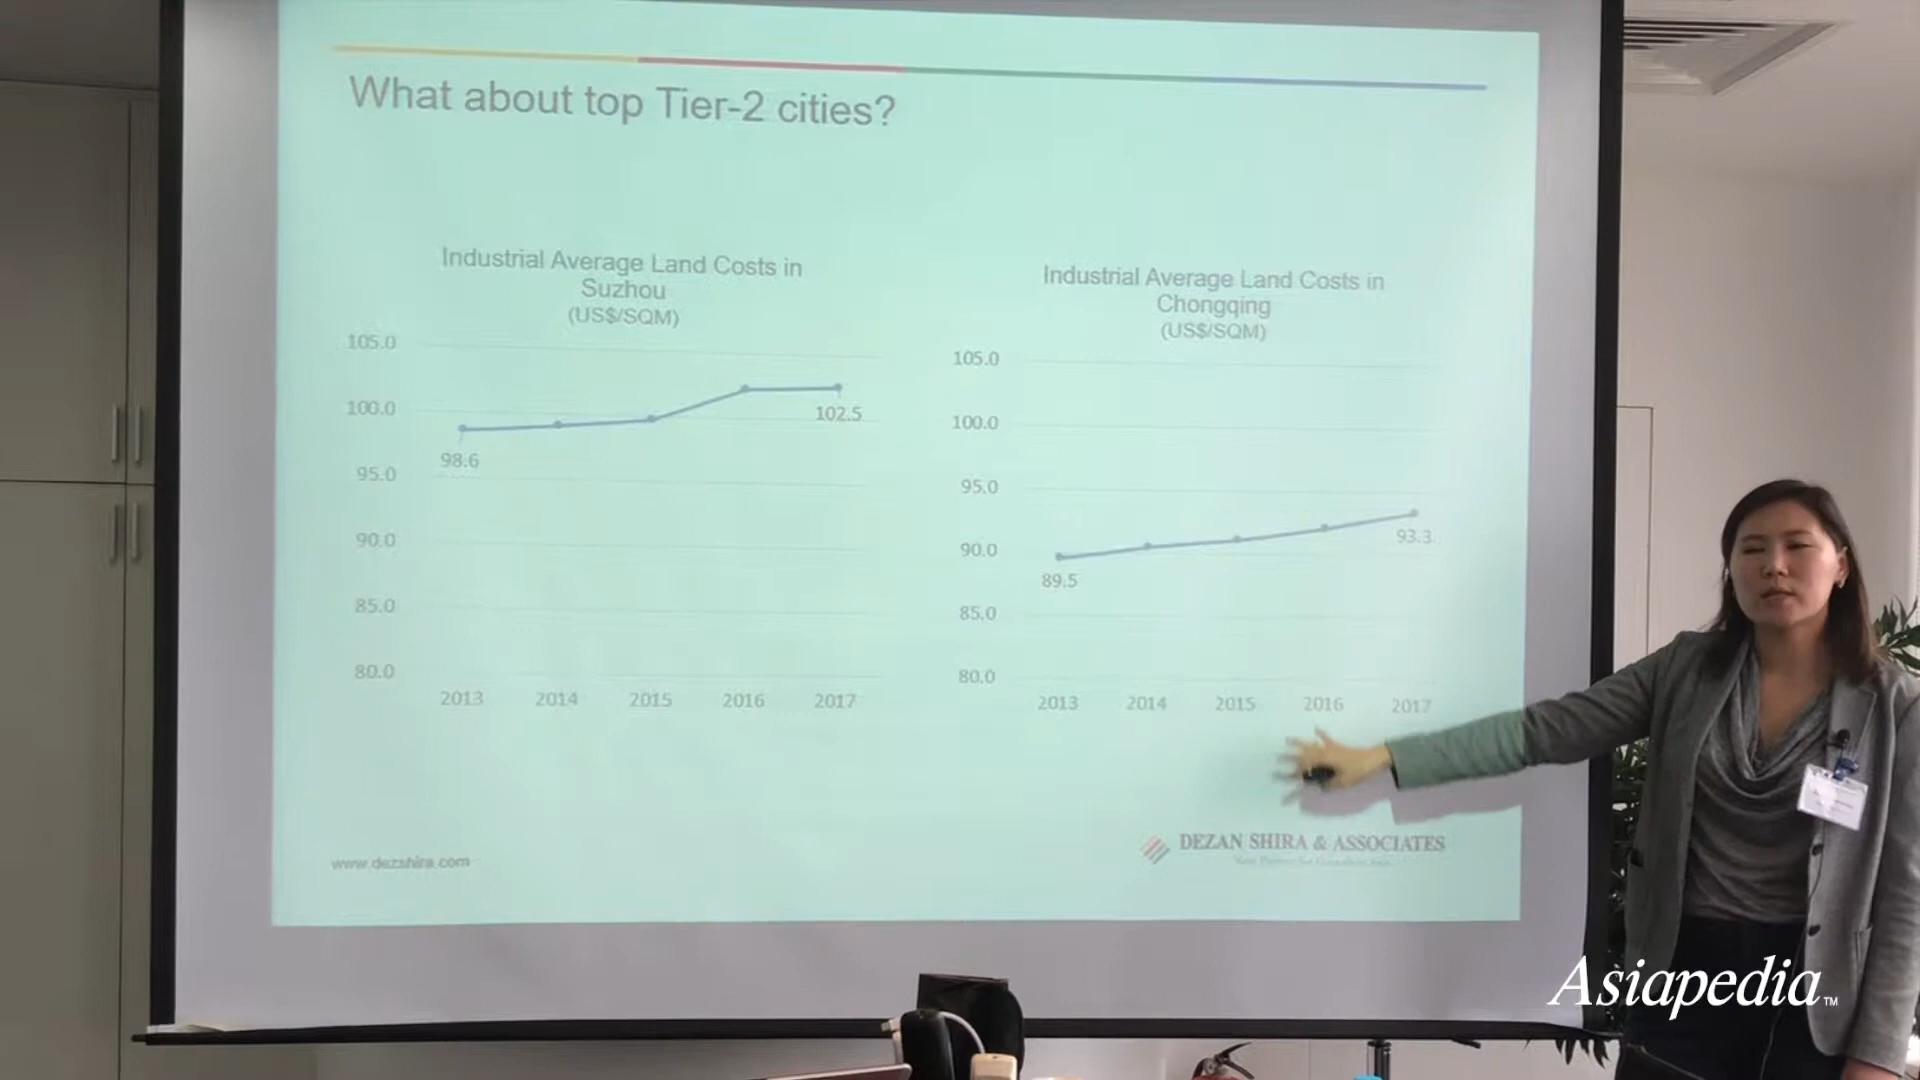 What about top Tier-2 cities?
Industrial Average Land Costs in
Suzhou
(US$/SQM)
105.0
100.0
95.0
90.0
85.0
80.0
98.6
102.5
2013 2014 2015 2016 2017
Industrial Average Land Costs in
Chongqing
(US$/SQM)
105.0
100.0
95.0
90.0
85.0
80.0
89.5
93.3
2013 2014 2015 2016 2017
www.dezshira.com
DEZAN SHIRA & ASSOCIATES
Asiapedia™